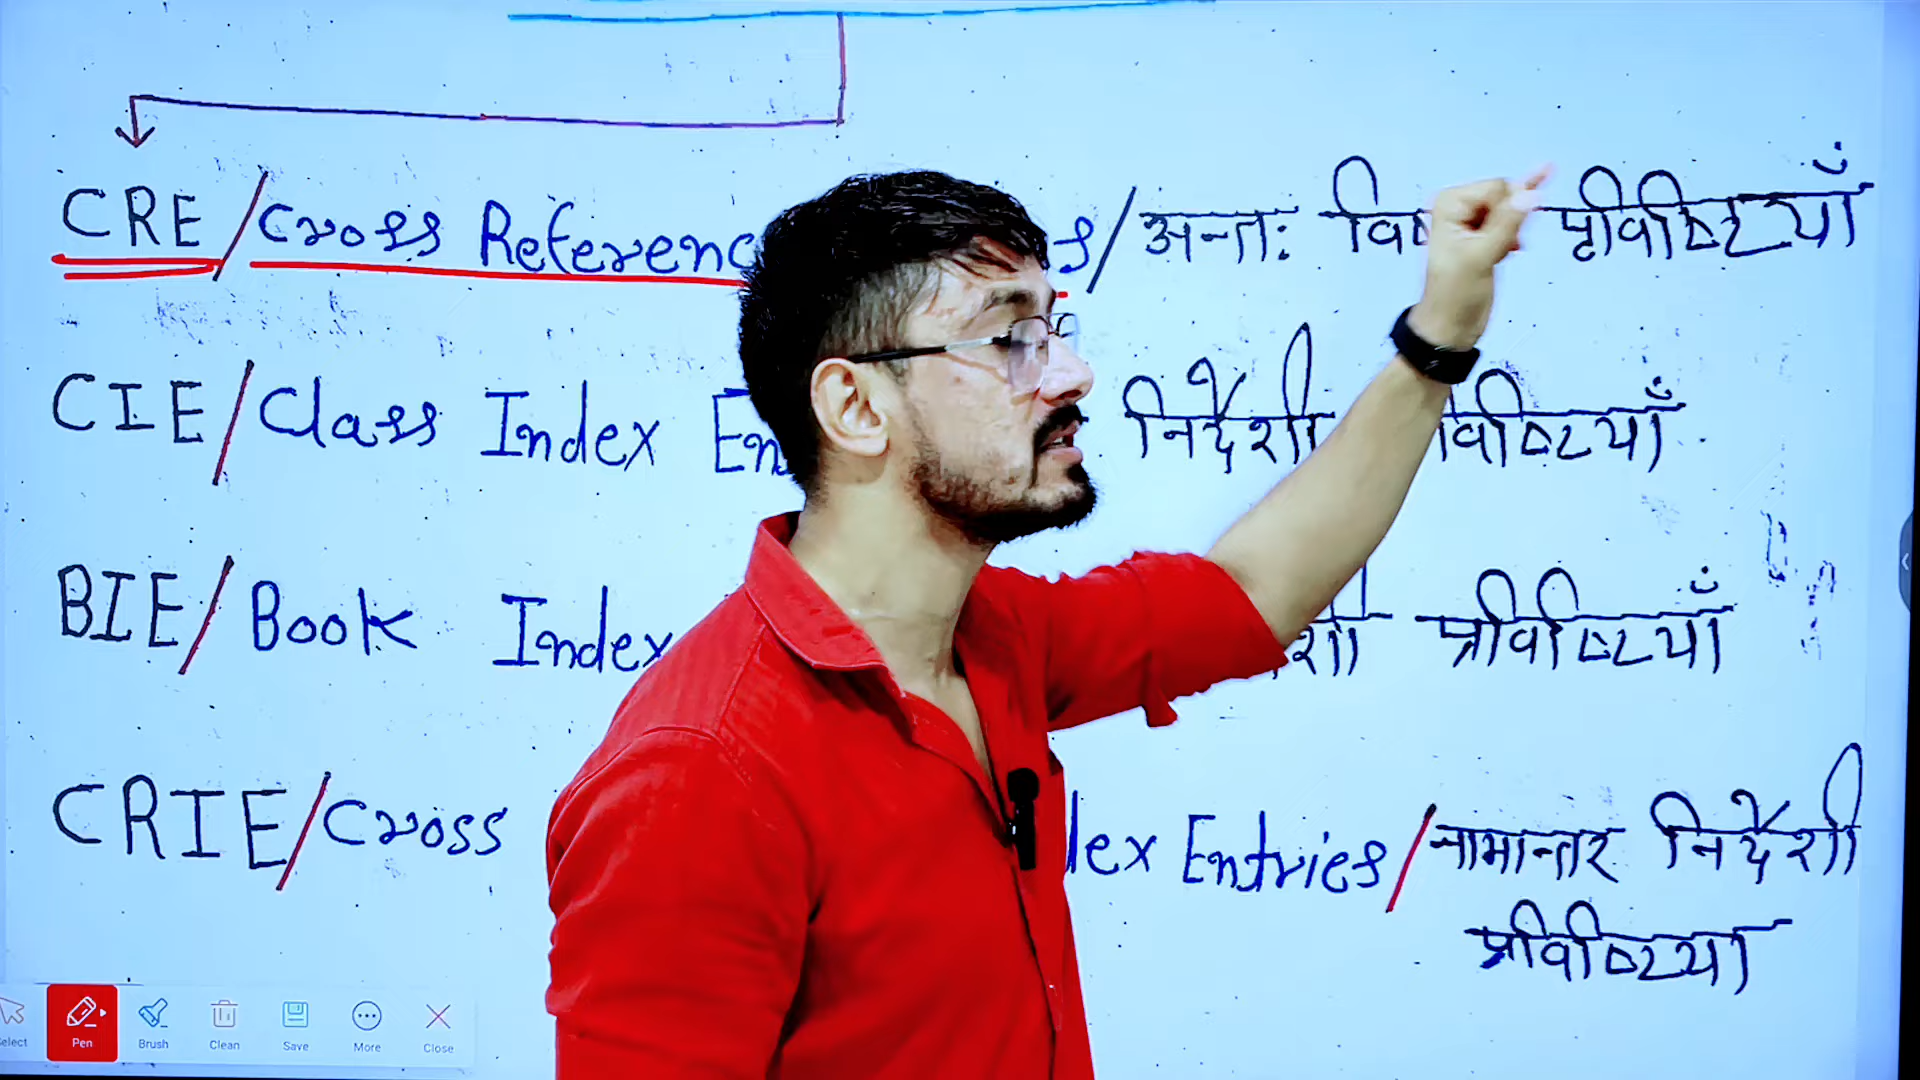 CRE/Cross Referenc s/अन्तः प्रविष्टियाँ
CIE/Class Index En निर्देशी विष्टियाँ
BIE/Book Index शी प्रविष्टियाँ
CRIE/Cross dex Entries/नामान्तर निर्देशी
प्रविष्टिया
Select Pen Brush Clean Save More Close